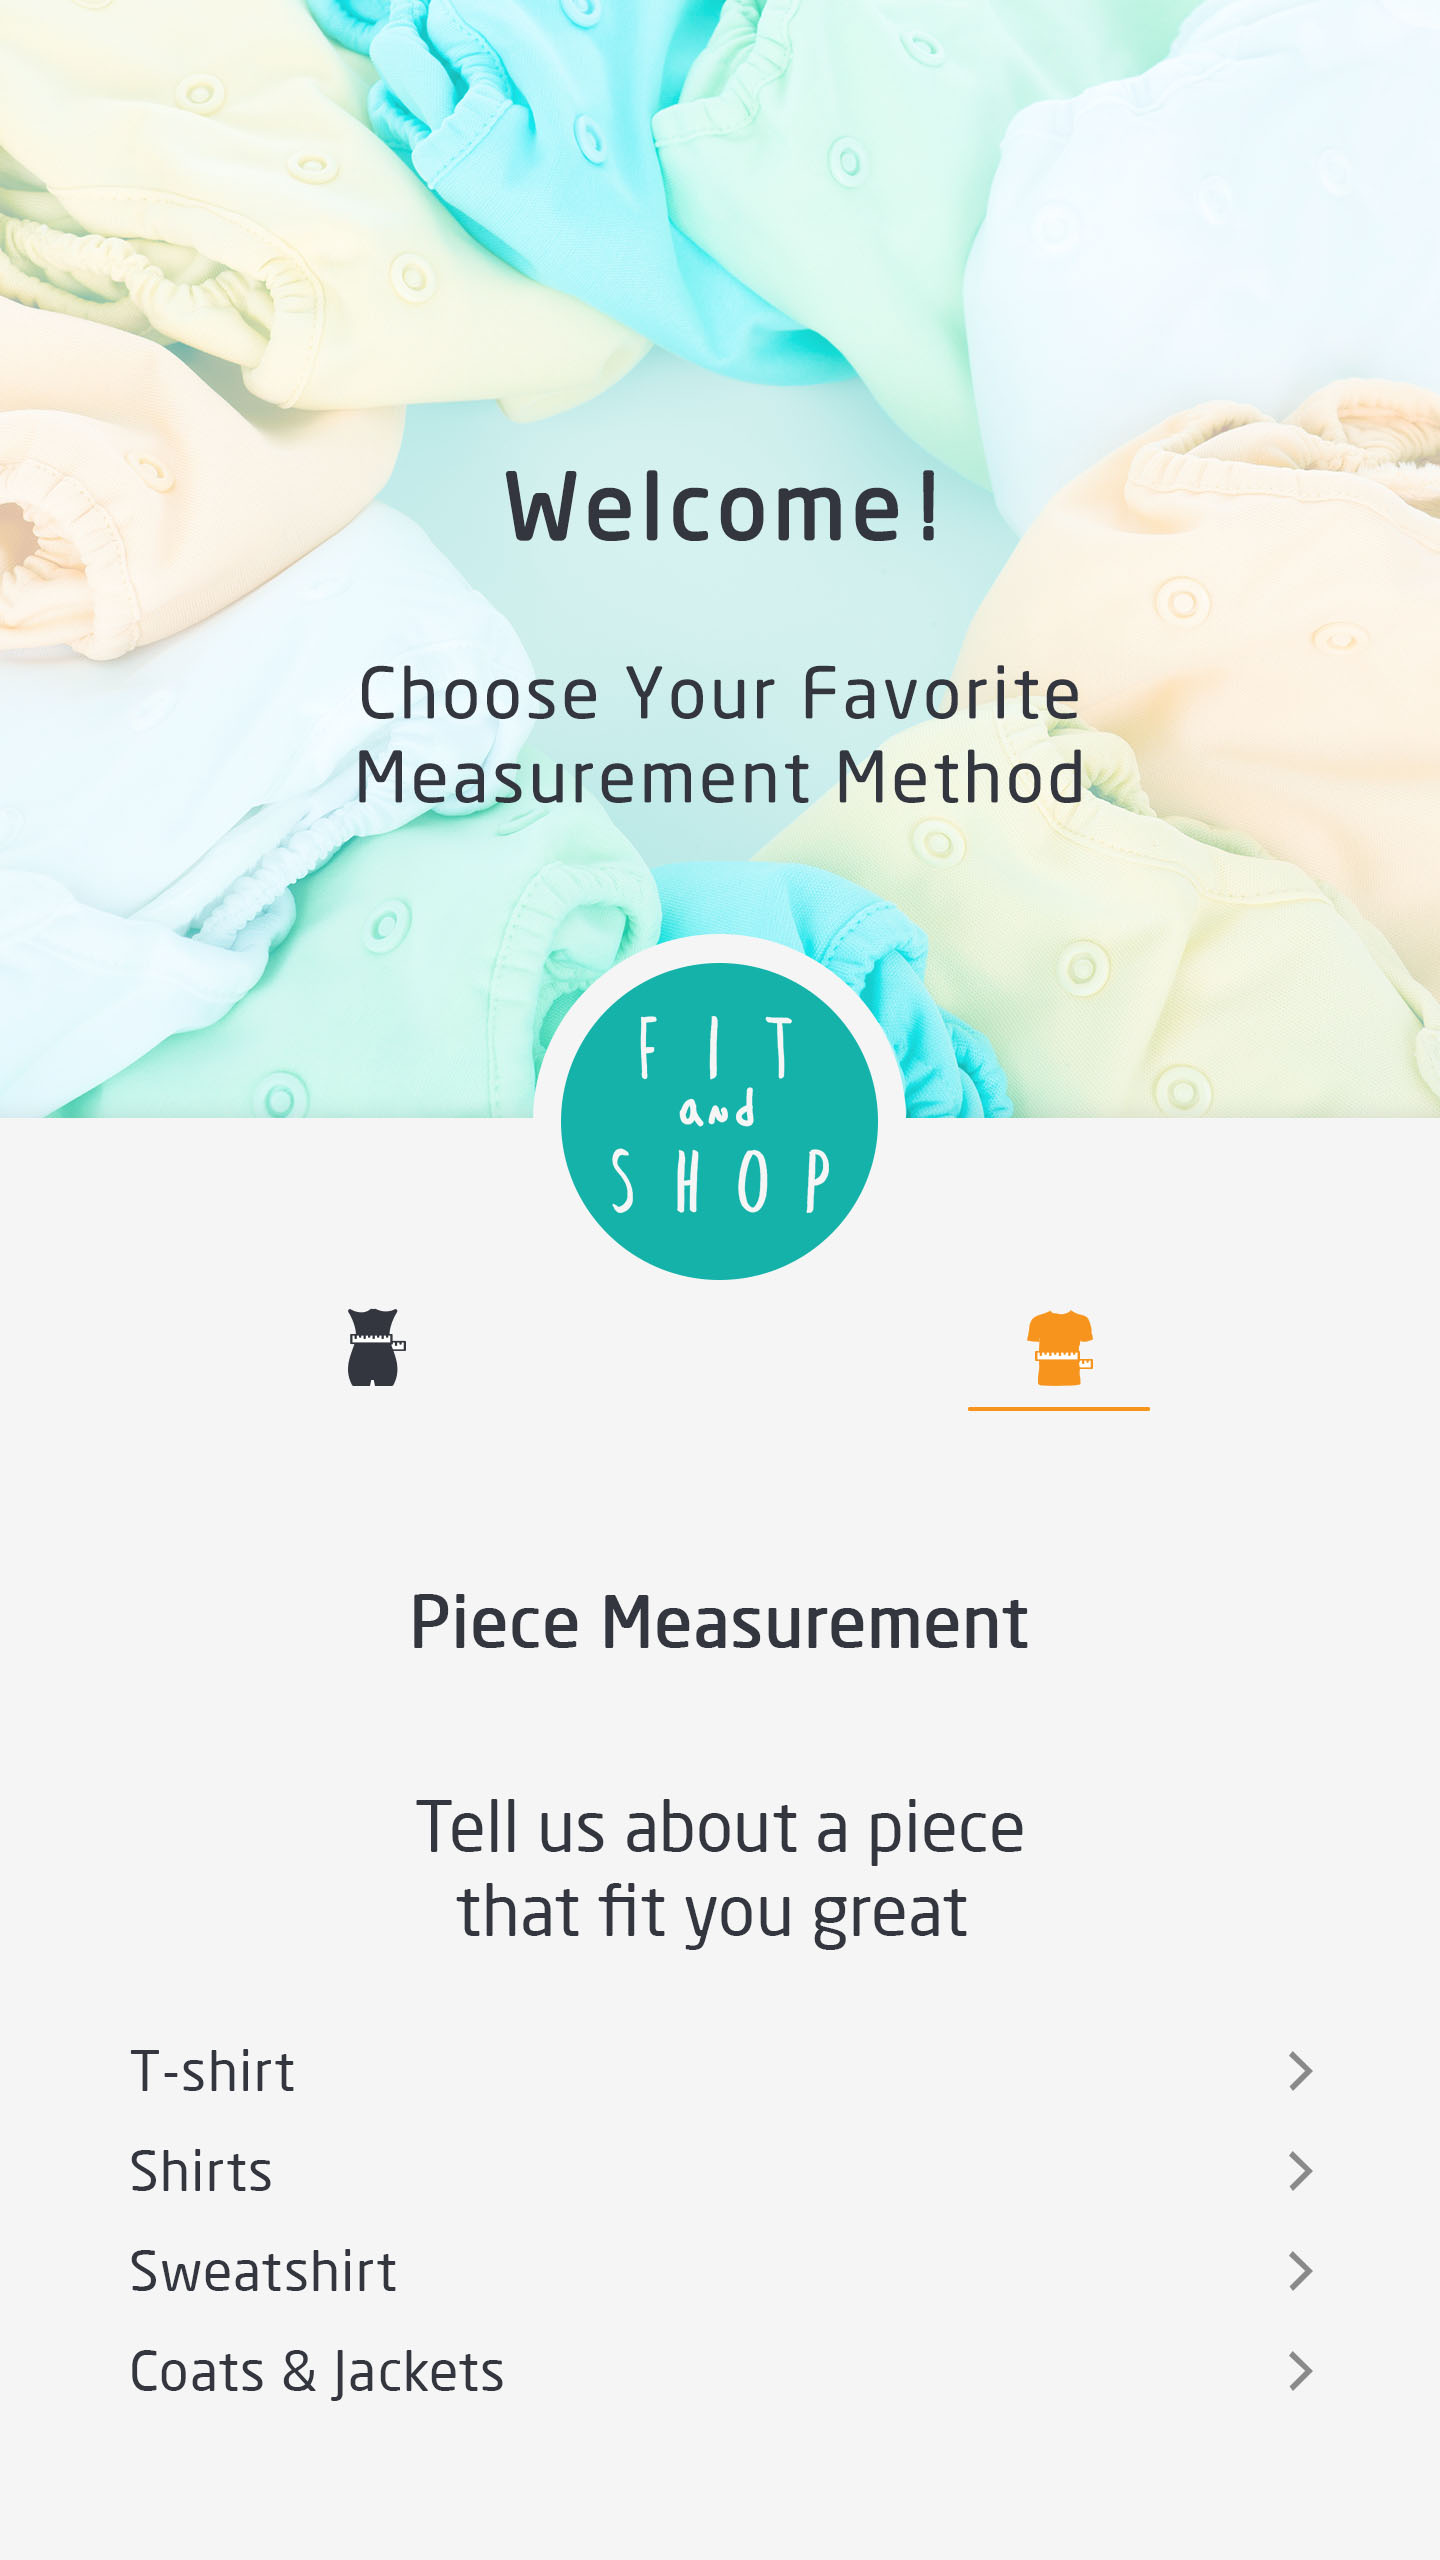 Welcome!
Choose Your Favorite
Measurement Method
FIT
and
SHOP
Piece Measurement
Tell us about a piece
that fit you great
T-shirt
Shirts
Sweatshirt
Coats & Jackets